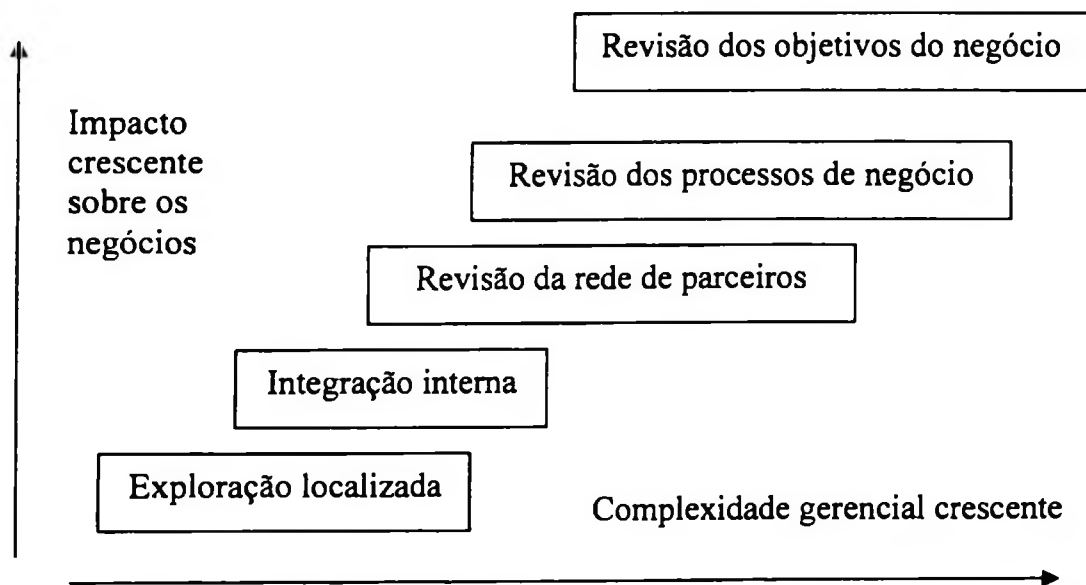 Revisão dos objetivos do negócio
Impacto
crescente
sobre os
negócios
Revisão dos processos de negócio
Revisão da rede de parceiros
Integração interna
Exploração localizada
Complexidade gerencial crescente